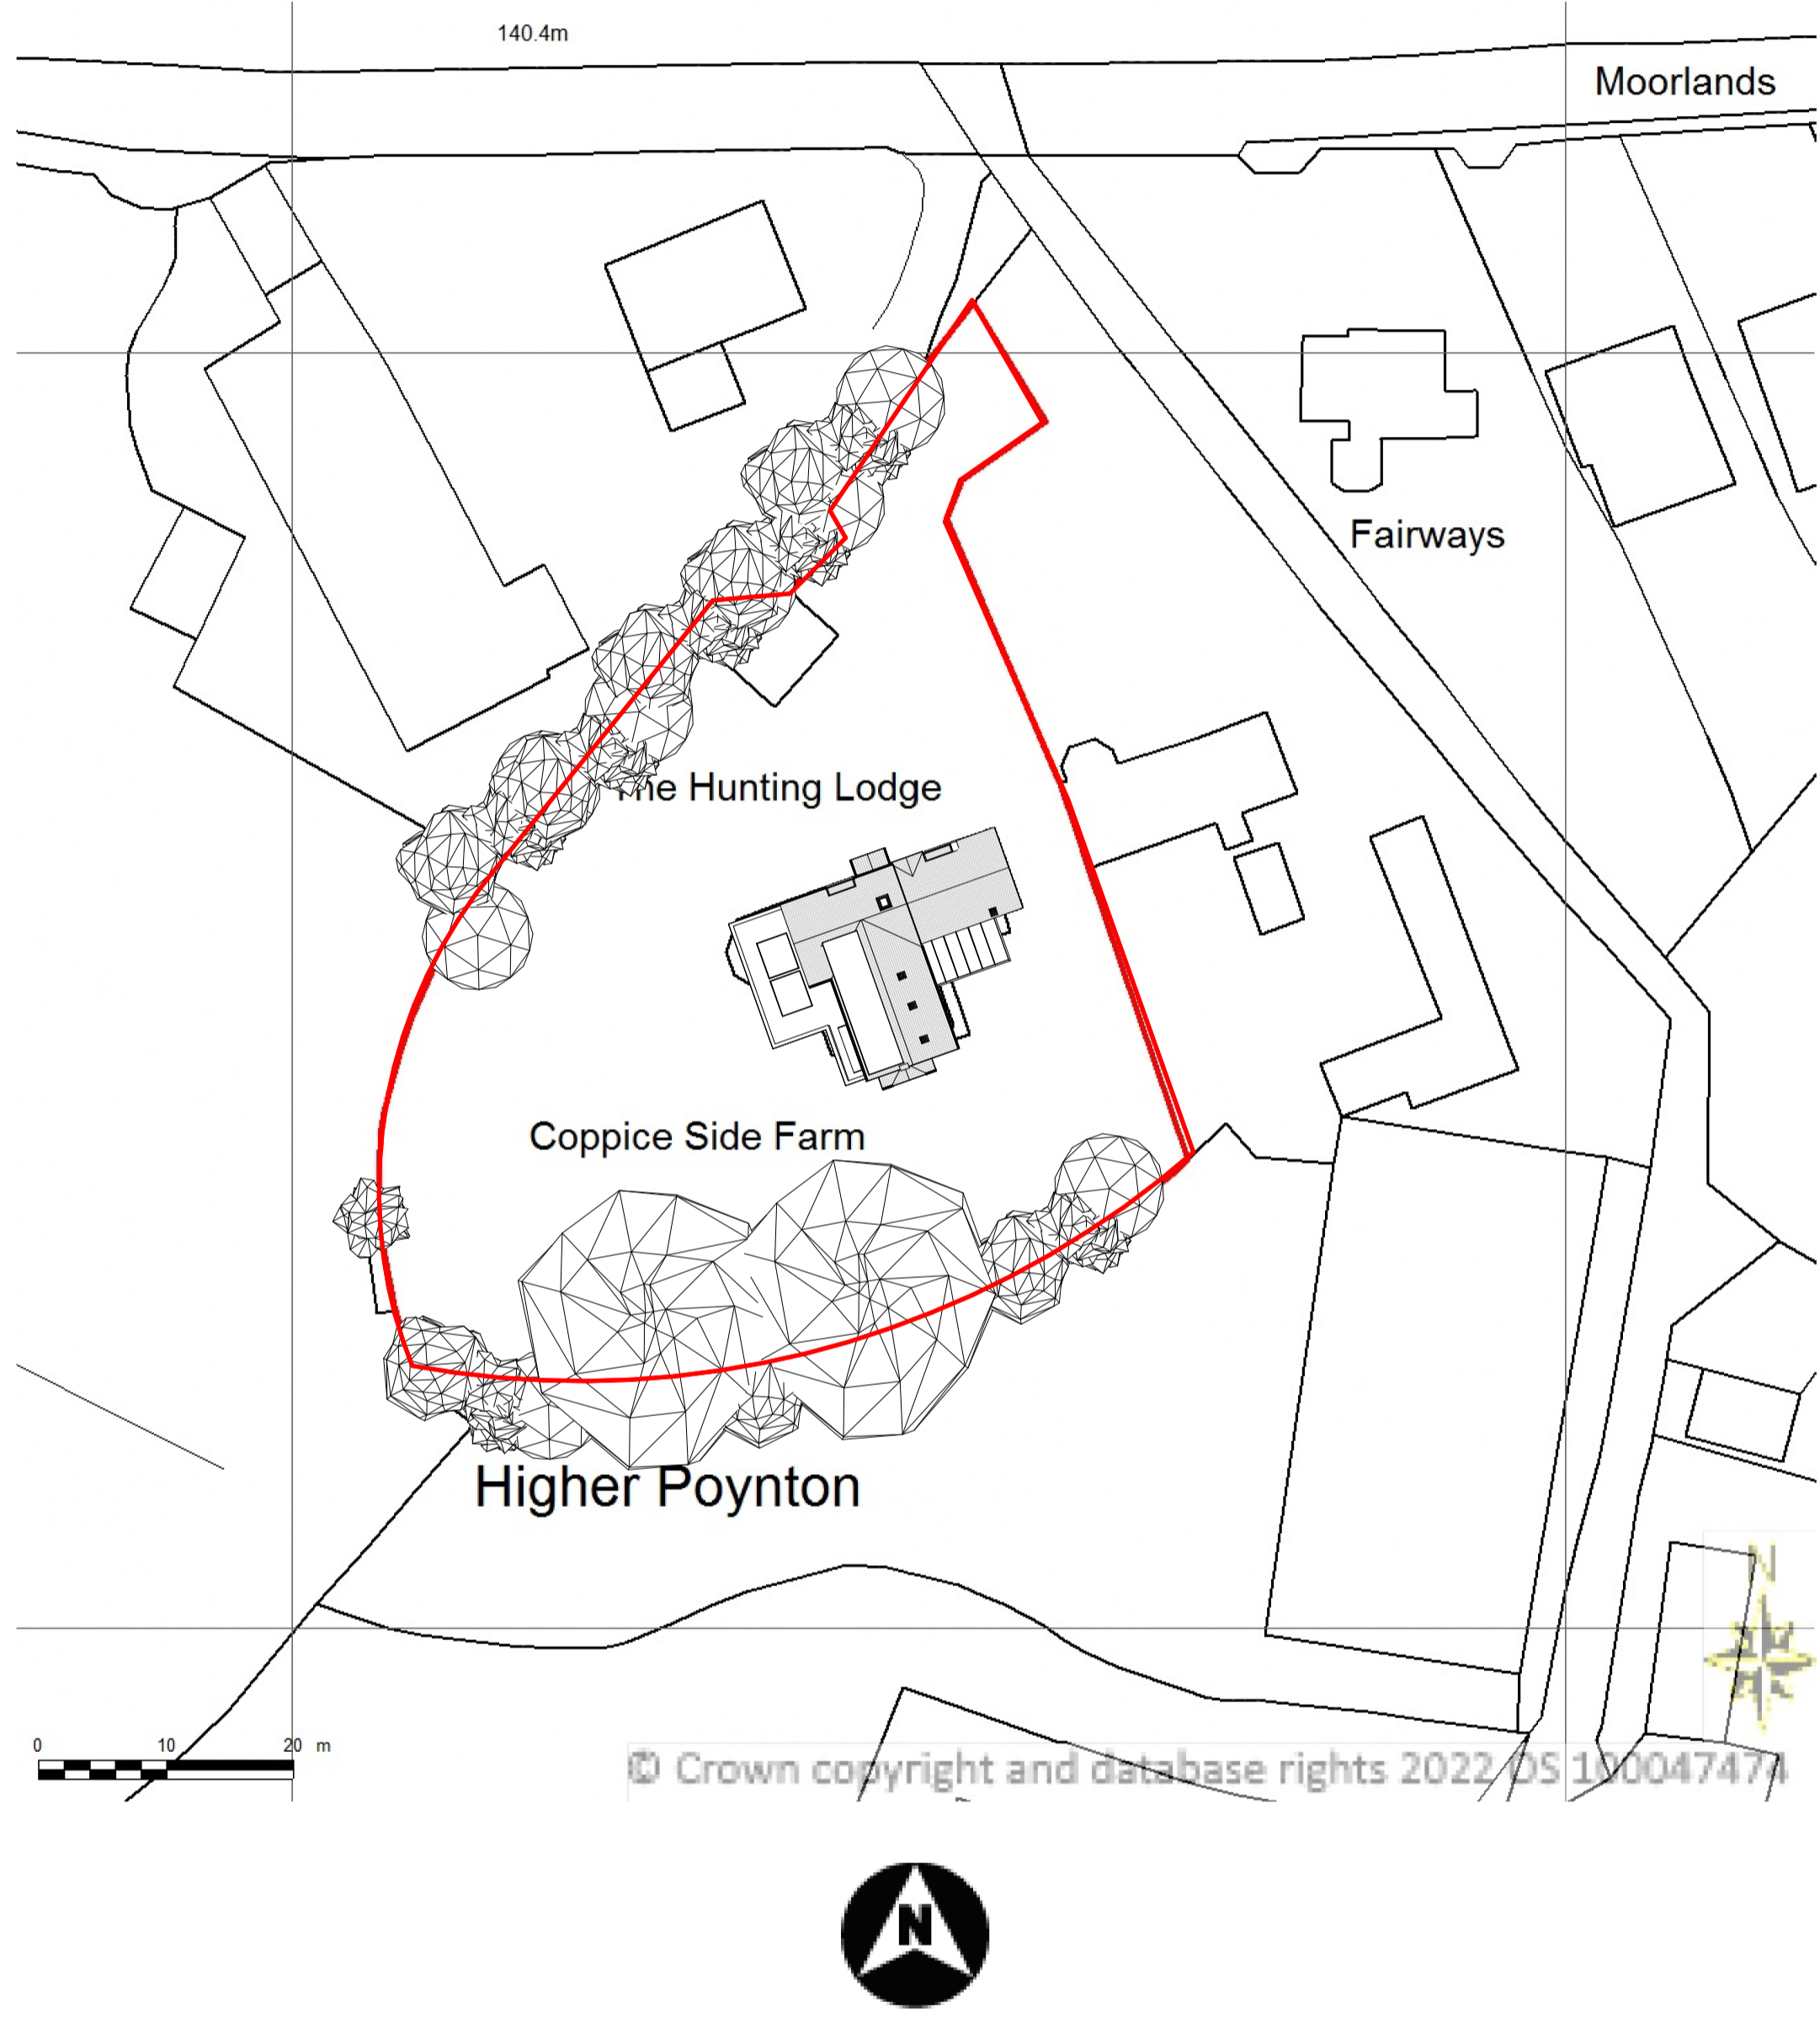 140.4m
Moorlands
Fairways
The Hunting Lodge
Coppice Side Farm
Higher Poynton
N
0 10 20 m
© Crown copyright and database rights 2022 OS 100047474
N